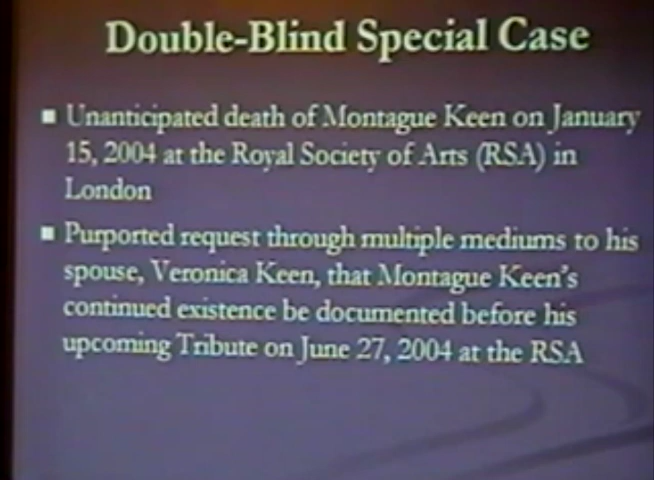 Double-Blind Special Case
■ Unanticipated death of Montague Keen on January
15, 2004 at the Royal Society of Arts (RSA) in
London
■ Purported request through multiple mediums to his
spouse, Veronica Keen, that Montague Keen's
continued existence be documented before his
upcoming Tribute on June 27, 2004 at the RSA